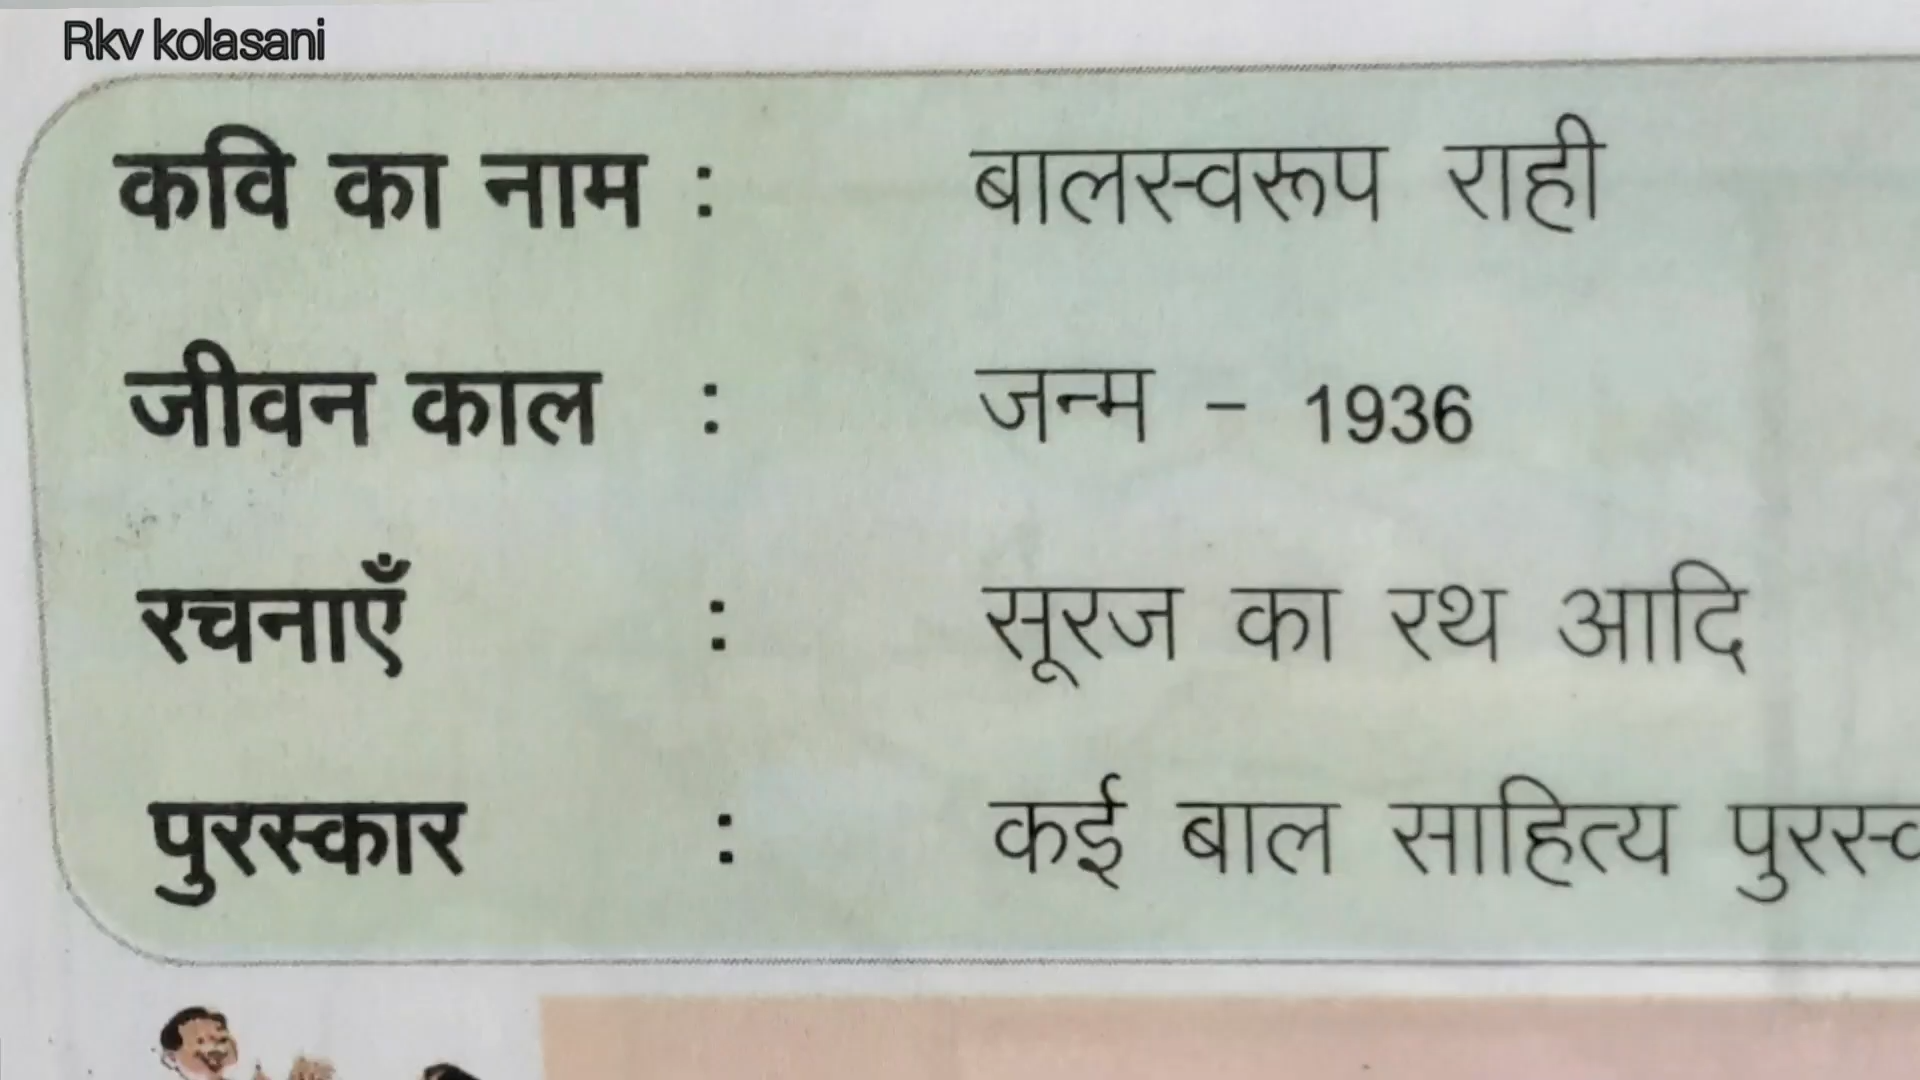 Rkv kolasani
कवि का नाम : बालस्वरूप राही
जीवन काल : जन्म - 1936
रचनाएँ : सूरज का रथ आदि
पुरस्कार : कई बाल साहित्य